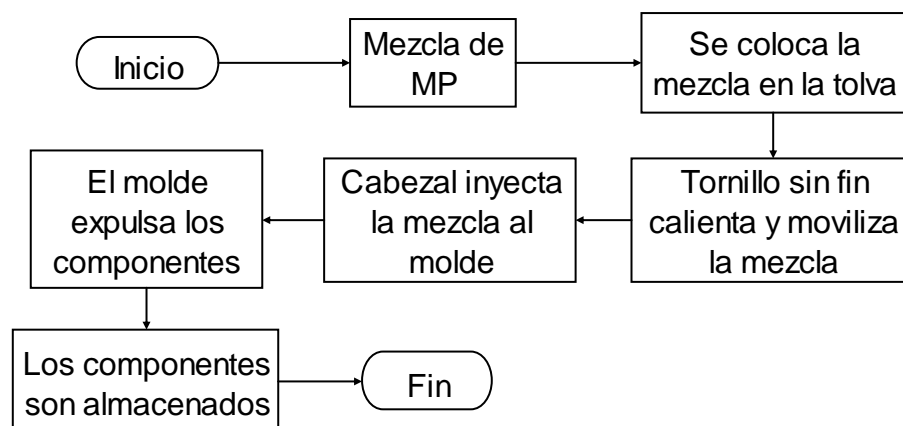 Inicio
Mezcla de
MP
Se coloca la
mezcla en la tolva
Tornillo sin fin
calienta y moviliza
la mezcla
Cabezal inyecta
la mezcla al
molde
El molde
expulsa los
componentes
Los componentes
son almacenados
Fin